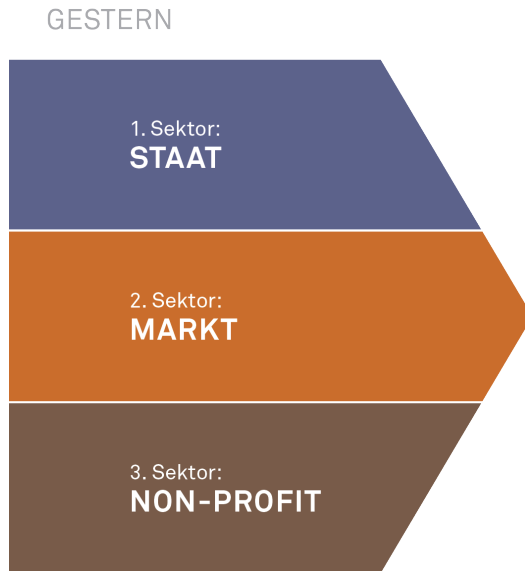 GESTERN
1. Sektor:
STAAT
2. Sektor:
MARKT
3. Sektor:
NON-PROFIT